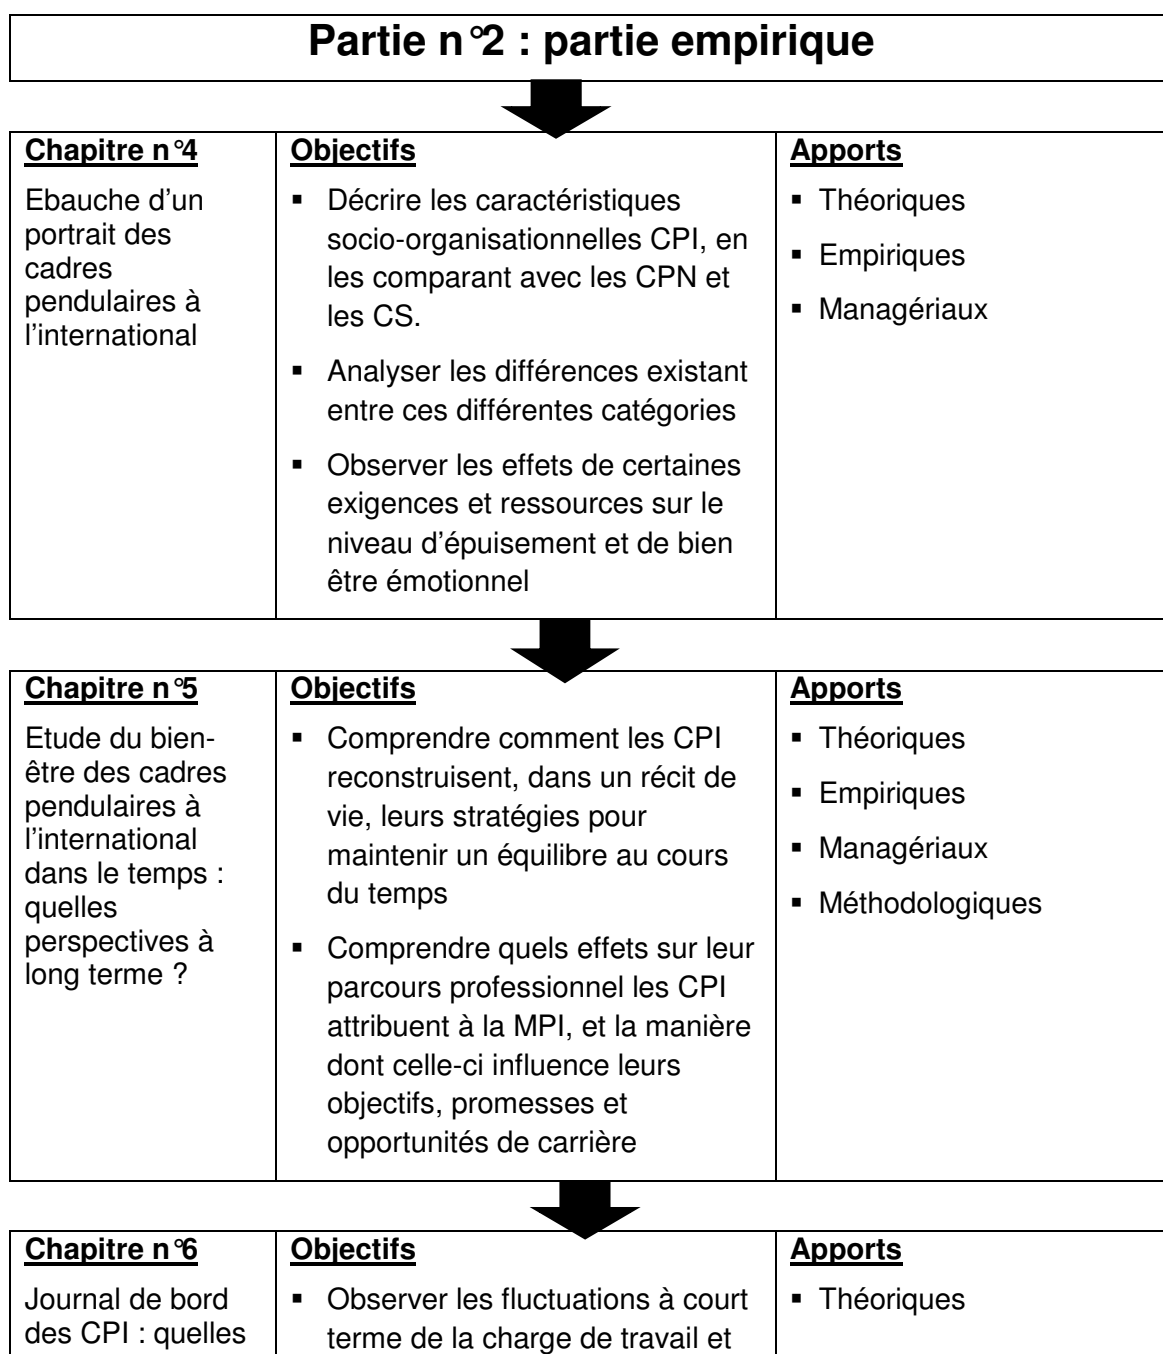 Partie n°2 : partie empirique
Chapitre n°4
Ebauche d’un
portrait des
cadres
pendulaires à
l’international
Objectifs
▪ Décrire les caractéristiques
socio-organisationnelles CPI, en
les comparant avec les CPN et
les CS.
▪ Analyser les différences existant
entre ces différentes catégories
▪ Observer les effets de certaines
exigences et ressources sur le
niveau d’épuisement et de bien
être émotionnel
Apports
▪ Théoriques
▪ Empiriques
▪ Managériaux
Chapitre n°5
Etude du bien-
être des cadres
pendulaires à
l’international
dans le temps :
quelles
perspectives à
long terme ?
Objectifs
▪ Comprendre comment les CPI
reconstruisent, dans un récit de
vie, leurs stratégies pour
maintenir un équilibre au cours
du temps
▪ Comprendre quels effets sur leur
parcours professionnel les CPI
attribuent à la MPI, et la manière
dont celle-ci influence leurs
objectifs, promesses et
opportunités de carrière
Apports
▪ Théoriques
▪ Empiriques
▪ Managériaux
▪ Méthodologiques
Chapitre n°6
Journal de bord
des CPI : quelles
Objectifs
▪ Observer les fluctuations à court
terme de la charge de travail et
Apports
▪ Théoriques